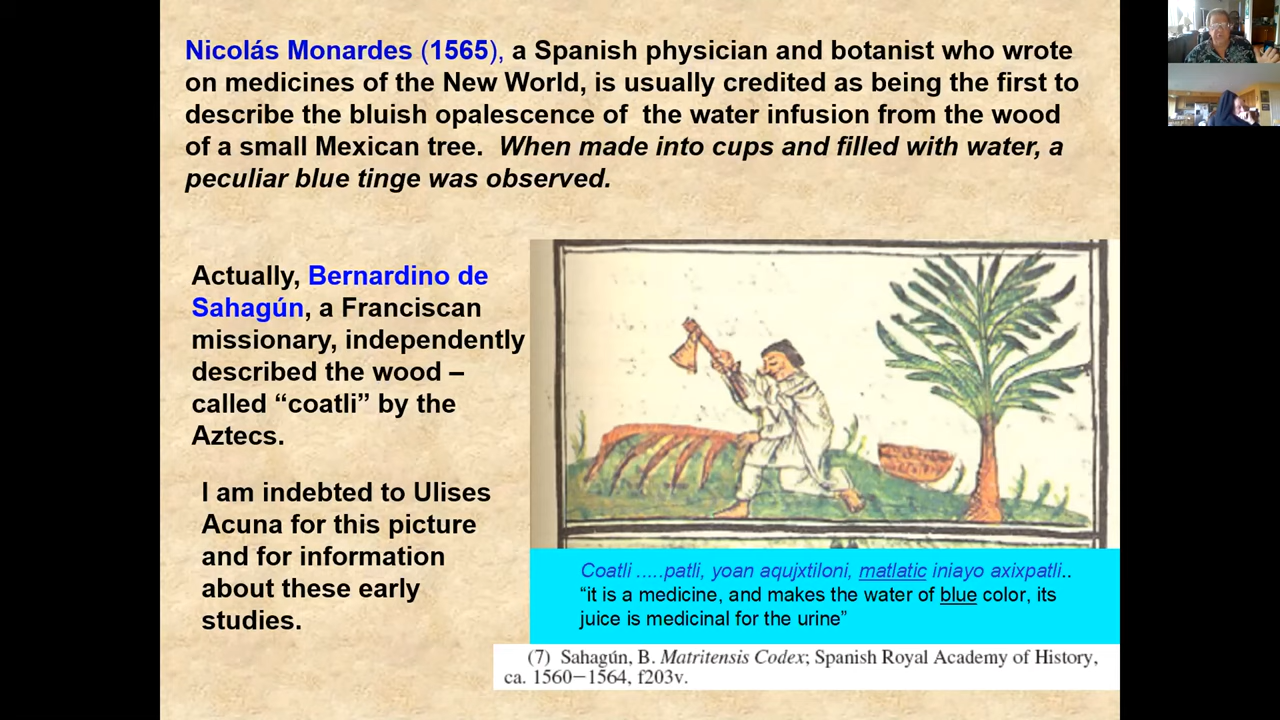 Nicolás Monardes (1565), a Spanish physician and botanist who wrote
on medicines of the New World, is usually credited as being the first to
describe the bluish opalescence of the water infusion from the wood
of a small Mexican tree. When made into cups and filled with water, a
peculiar blue tinge was observed.
Actually, Bernardino de
Sahagún, a Franciscan
missionary, independently
described the wood –
called “coatli” by the
Aztecs.
I am indebted to Ulises
Acuna for this picture
and for information
about these early
studies.
Coatli .....patli, yoan aqujxtiloni, matlatic iniayo axixpatli..
“it is a medicine, and makes the water of blue color, its
juice is medicinal for the urine”
(7) Sahagún, B. Matritensis Codex; Spanish Royal Academy of History,
ca. 1560−1564, f203v.